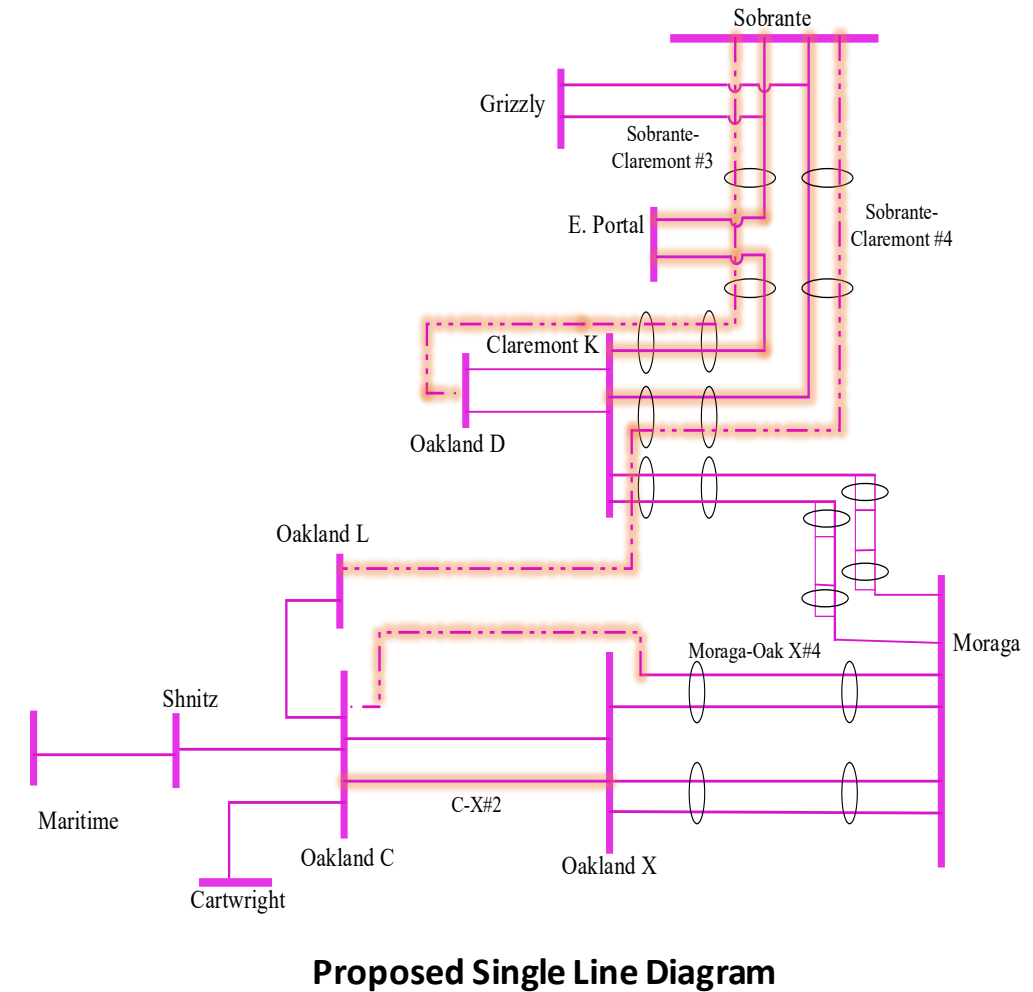 Sobrante
Grizzly
Sobrante-
Claremont #3
E. Portal
Sobrante-
Claremont #4
Claremont K
Oakland D
Oakland L
Moraga-Oak X#4
Moraga
Shnitz
Maritime
C-X#2
Oakland C
Oakland X
Cartwright
Proposed Single Line Diagram